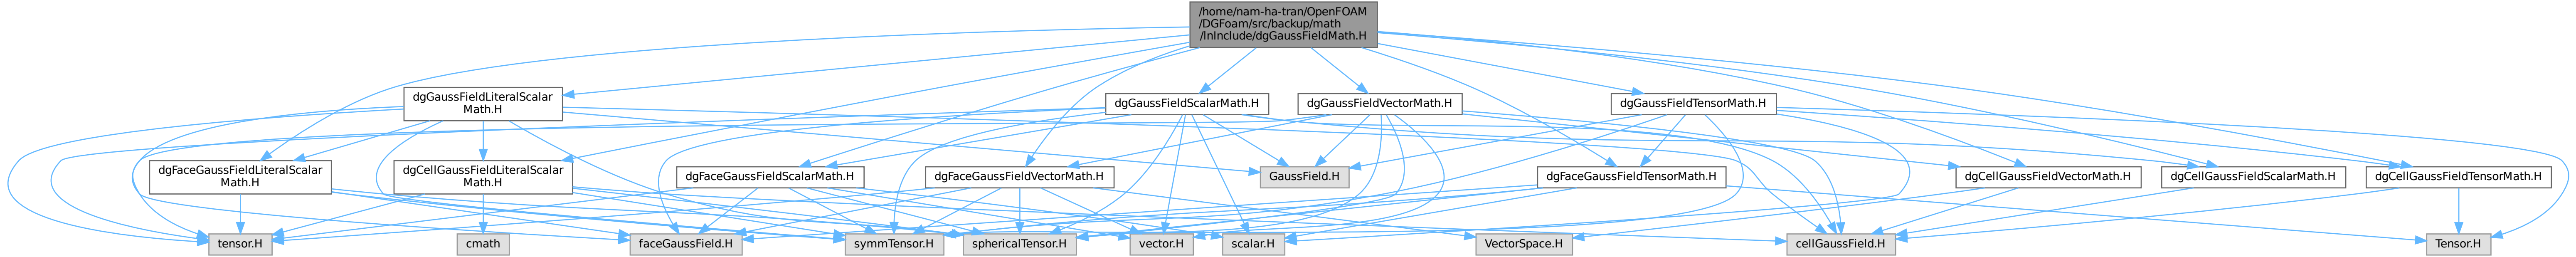 /home/nam-ha-tran/OpenFOAM
/DGFoam/src/backup/math
/lnInclude/dgGaussFieldMath.H
dgGaussFieldLiteralScalar
Math.H
dgGaussFieldScalarMath.H
dgGaussFieldVectorMath.H
dgGaussFieldTensorMath.H
dgFaceGaussFieldLiteralScalar
Math.H
dgCellGaussFieldLiteralScalar
Math.H
dgFaceGaussFieldScalarMath.H
dgFaceGaussFieldVectorMath.H
GaussField.H
dgFaceGaussFieldTensorMath.H
dgCellGaussFieldVectorMath.H
dgCellGaussFieldScalarMath.H
dgCellGaussFieldTensorMath.H
tensor.H
cmath
faceGaussField.H
symmTensor.H
sphericalTensor.H
vector.H
scalar.H
VectorSpace.H
cellGaussField.H
Tensor.H